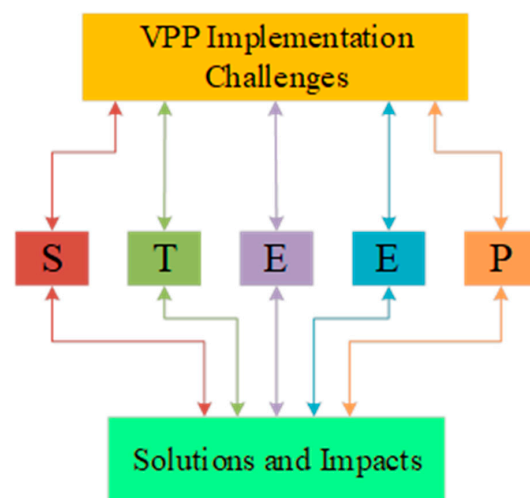 VPP Implementation
Challenges
S T E E P
Solutions and Impacts